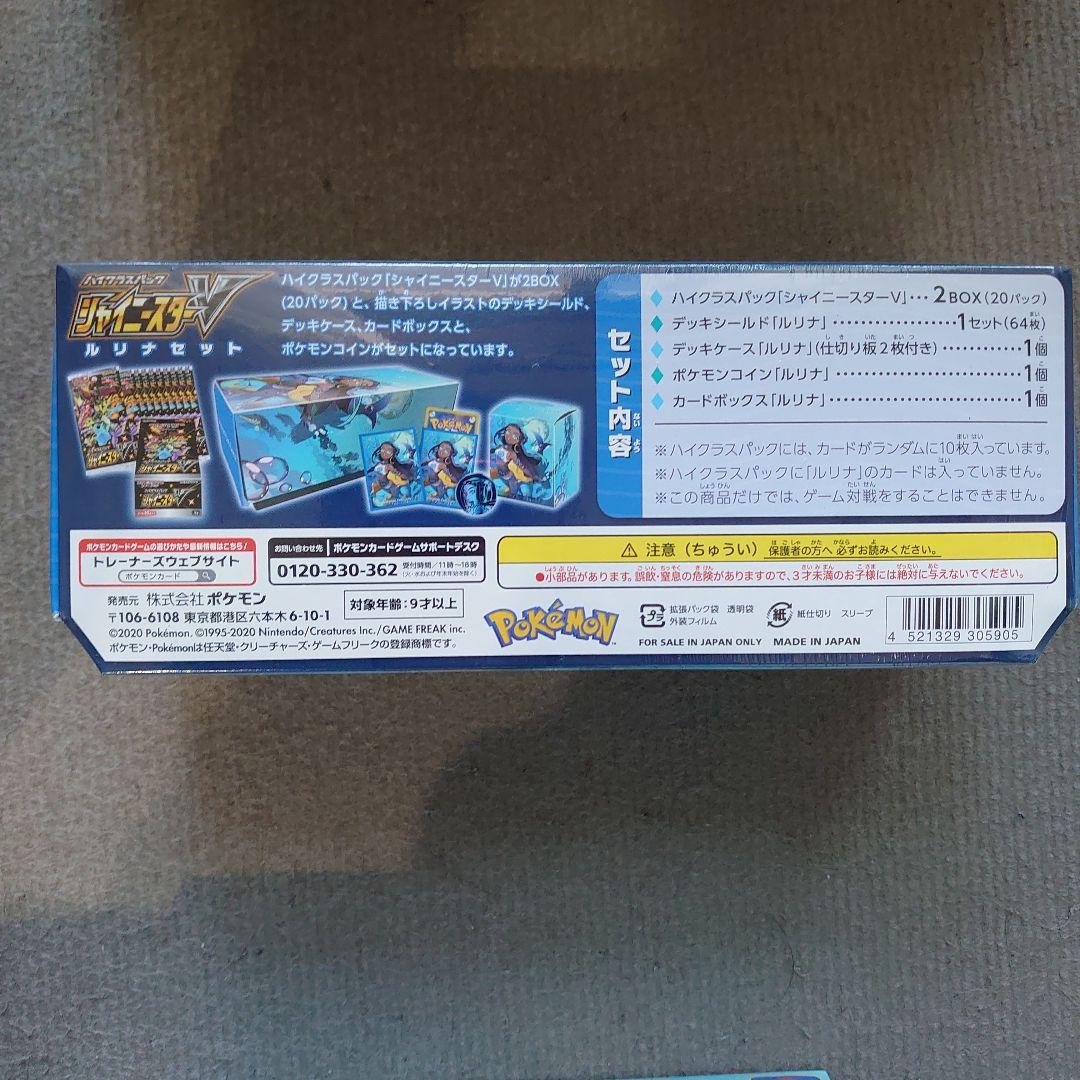 ハイクラスパック
シャイニースターV
ルリナセット
ハイクラスパック「シャイニースターV」が2BOX
(20パック)と、描き下ろしイラストのデッキシールド、
デッキケース、カードボックスと、
ポケモンコインがセットになっています。
セット内容
ハイクラスパック「シャイニースターV」… 2BOX(20パック)
デッキシールド「ルリナ」………………1セット(64枚)
デッキケース「ルリナ」(仕切り板2枚付き)…………1個
ポケモンコイン「ルリナ」………………………1個
カードボックス「ルリナ」………………………1個
※ハイクラスパックには、カードがランダムに10枚入っています。
※ハイクラスパックに「ルリナ」のカードは入っていません。
※この商品だけでは、ゲーム対戦をすることはできません。
ポケモンカードゲームの遊びかたや最新情報はこちら!
トレーナーズウェブサイト
ポケモンカード
お問い合わせ先 ポケモンカードゲームサポートデスク
0120-330-362 受付時間/11時~18時
(火・水および年末年始を除く)
⚠ 注意(ちゅうい) 保護者の方へ 必ずお読みください。
●小部品があります。誤飲・窒息の危険がありますので、3才未満のお子様には絶対に与えないでください。
発売元 株式会社ポケモン
〒106-6108 東京都港区六本木6-10-1
対象年齢:9才以上
©2020 Pokémon. ©1995-2020 Nintendo/Creatures Inc./GAME FREAK inc.
ポケモン・Pokémonは任天堂・クリーチャーズ・ゲームフリークの登録商標です。
POKéMON
プラ 拡張パック袋 透明袋
外装フィルム
紙 紙仕切り スリーブ
FOR SALE IN JAPAN ONLY MADE IN JAPAN
4 521329 305905